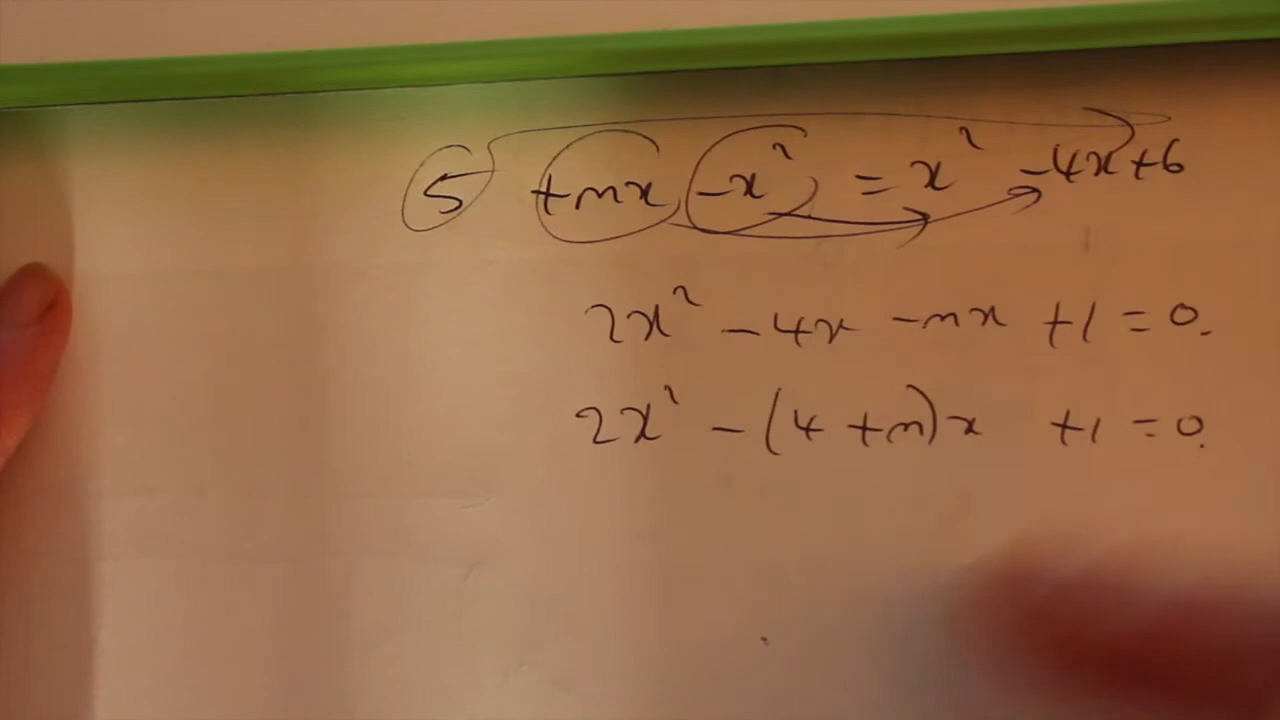 5 +mx -x² = x² -4x+6
2x² - 4x - mx + 1 = 0.
2x² - (4 + m)x + 1 = 0.